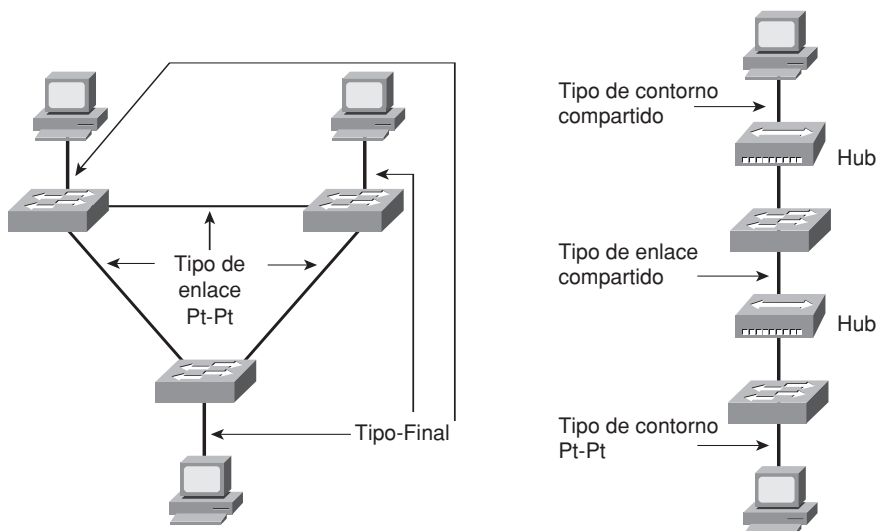 Tipo de
enlace
Pt-Pt
Tipo-Final
Tipo de contorno
compartido
Hub
Tipo de enlace
compartido
Hub
Tipo de contorno
Pt-Pt